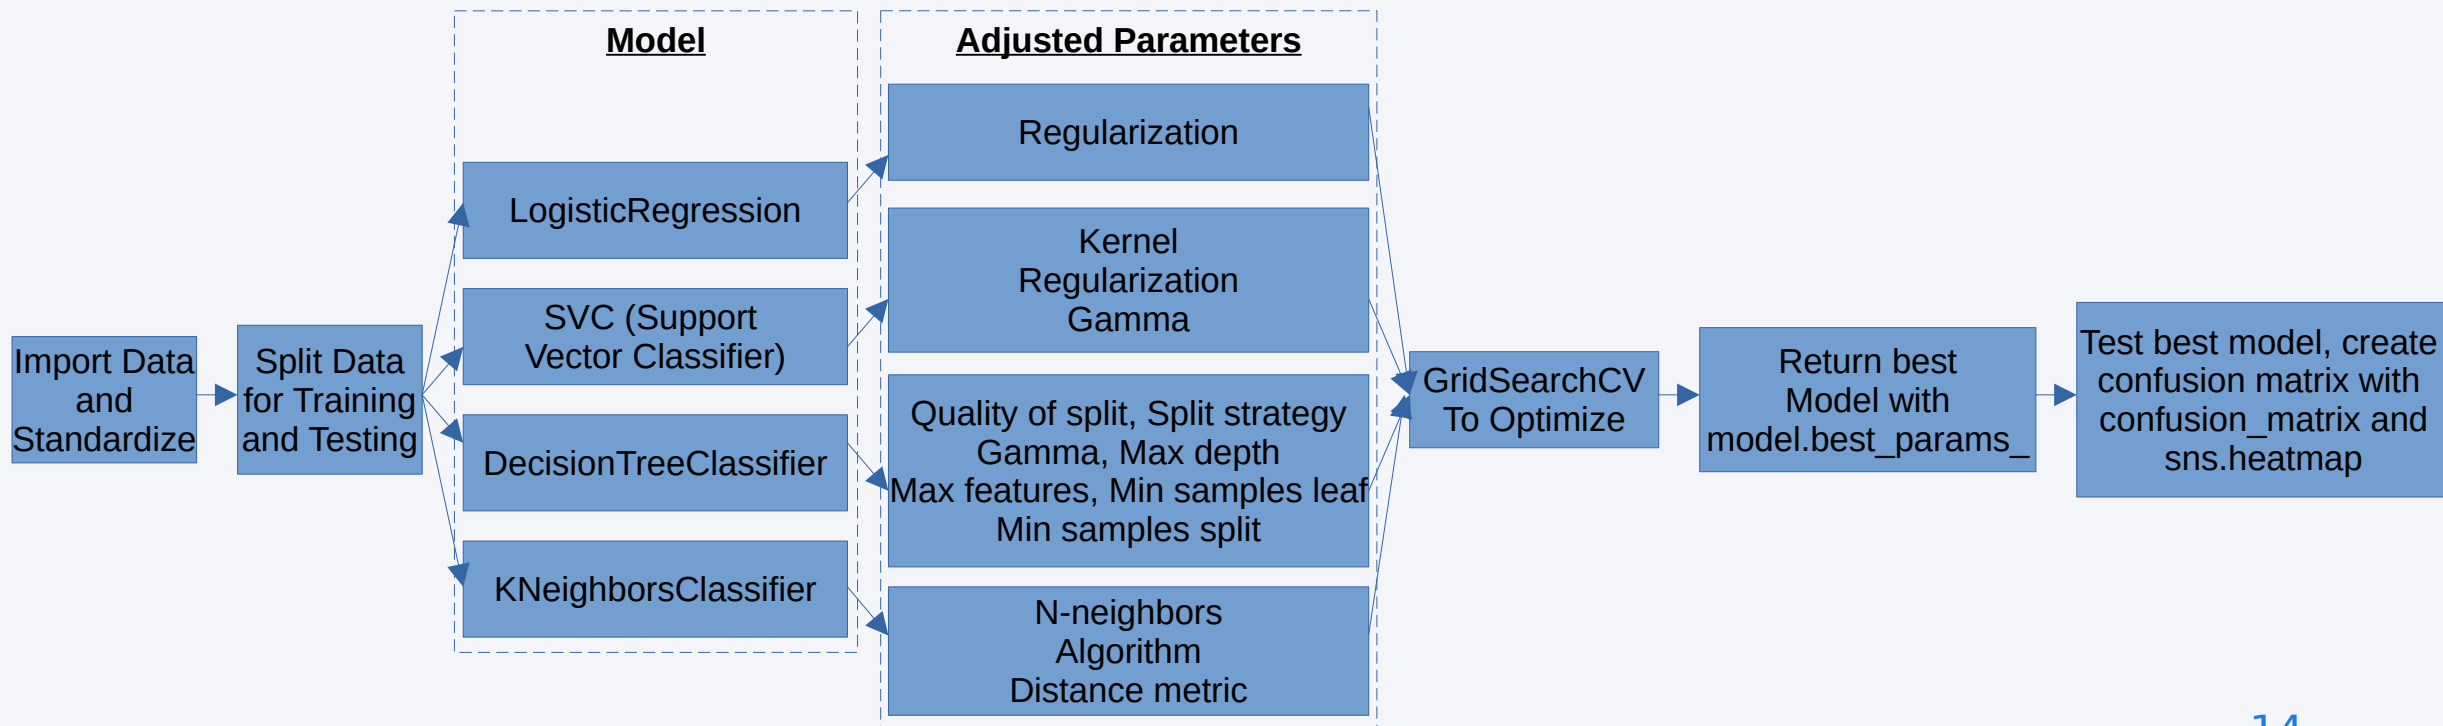 Model
Adjusted Parameters
Import Data
and
Standardize
Split Data
for Training
and Testing
LogisticRegression
SVC (Support
Vector Classifier)
DecisionTreeClassifier
KNeighborsClassifier
Regularization
Kernel
Regularization
Gamma
Quality of split, Split strategy
Gamma, Max depth
Max features, Min samples leaf
Min samples split
N-neighbors
Algorithm
Distance metric
GridSearchCV
To Optimize
Return best
Model with
model.best_params_
Test best model, create
confusion matrix with
confusion_matrix and
sns.heatmap
14